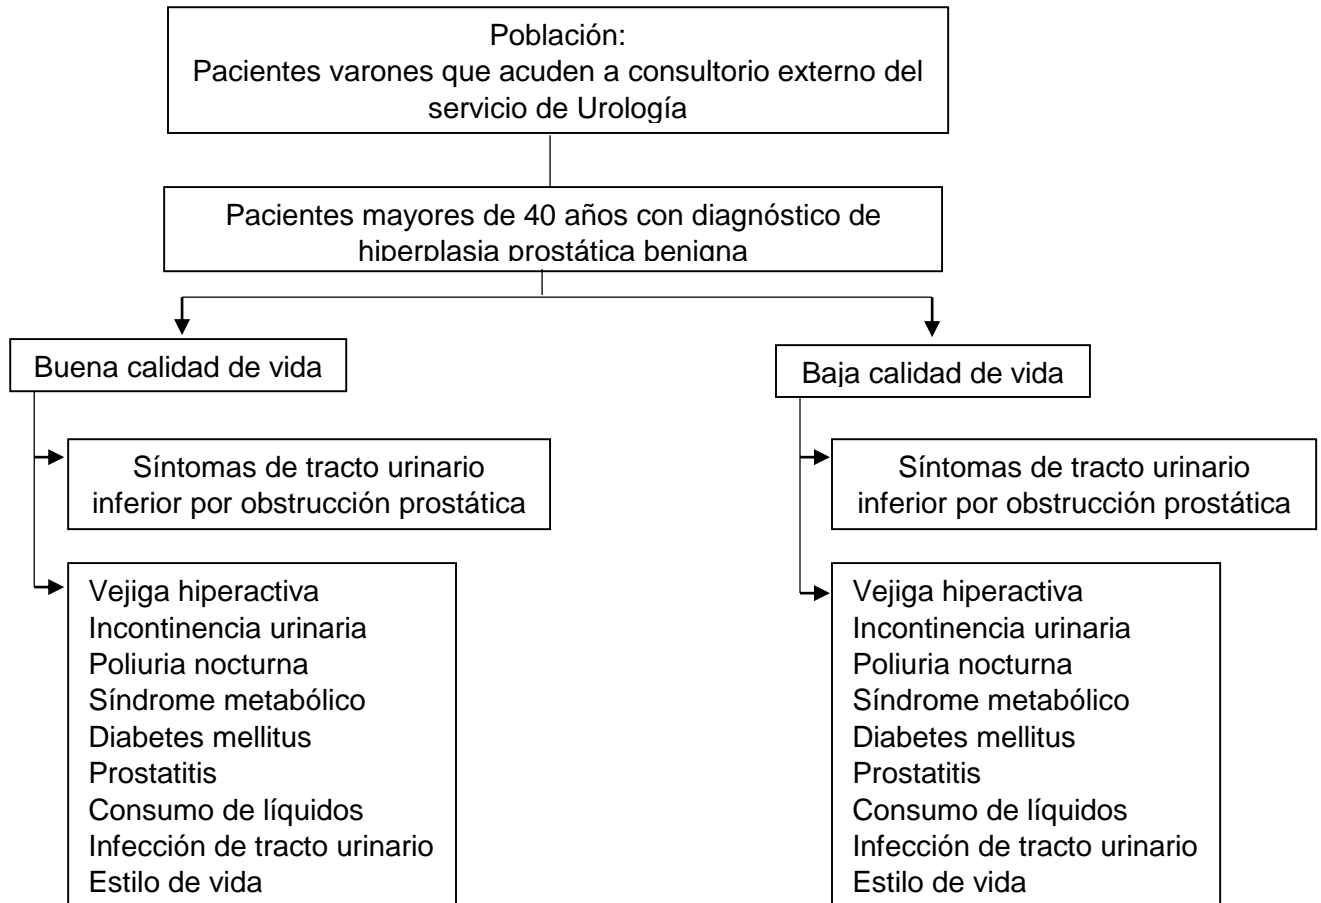 Población:
Pacientes varones que acuden a consultorio externo del
servicio de Urología
Pacientes mayores de 40 años con diagnóstico de
hiperplasia prostática benigna
Buena calidad de vida
Baja calidad de vida
Síntomas de tracto urinario
inferior por obstrucción prostática
Síntomas de tracto urinario
inferior por obstrucción prostática
Vejiga hiperactiva
Incontinencia urinaria
Poliuria nocturna
Síndrome metabólico
Diabetes mellitus
Prostatitis
Consumo de líquidos
Infección de tracto urinario
Estilo de vida
Vejiga hiperactiva
Incontinencia urinaria
Poliuria nocturna
Síndrome metabólico
Diabetes mellitus
Prostatitis
Consumo de líquidos
Infección de tracto urinario
Estilo de vida